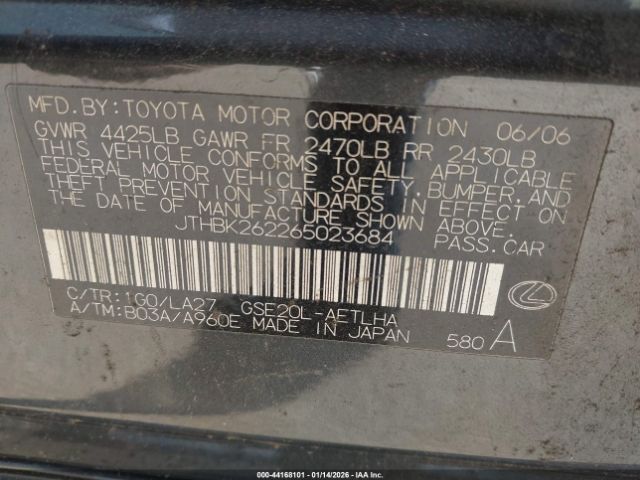 MFD.BY:TOYOTA MOTOR CORPORATION 06/06
GVWR 4425LB GAWR FR 2470LB RR 2430LB
THIS VEHICLE CONFORMS TO ALL APPLICABLE
FEDERAL MOTOR VEHICLE SAFETY,BUMPER,AND
THEFT PREVENTION STANDARDS IN EFFECT ON
THE DATE OF MANUFACTURE SHOWN ABOVE.
JTHBK262265023684 PASS.CAR
C/TR:1G0/LA27 GSE20L-AETLHA
A/TM:B03A/A960E MADE IN JAPAN 580 A
000-44168101 | 01/14/2026 - IAA Inc.